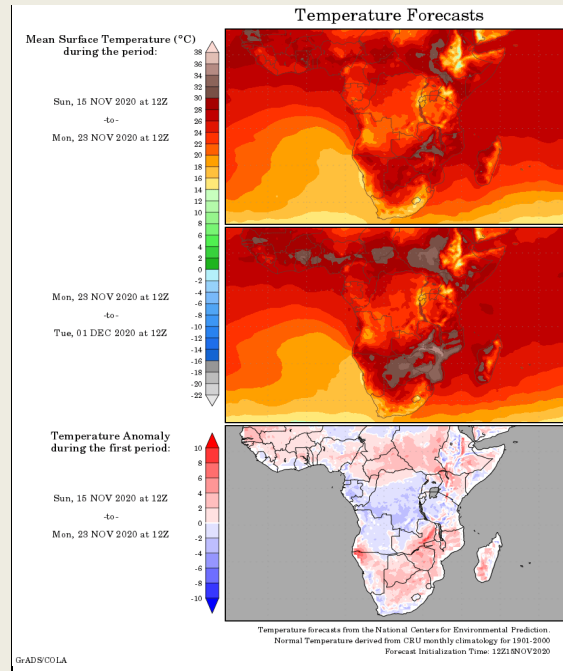 Temperature Forecasts
Mean Surface Temperature (°C)
during the period:
Sun, 15 NOV 2020 at 12Z
-to-
Mon, 23 NOV 2020 at 12Z
38
36
34
32
30
28
26
24
22
20
18
16
14
12
10
8
6
4
2
0
-2
-4
-6
-8
-10
-12
-14
-16
-18
-20
-22
Mon, 23 NOV 2020 at 12Z
-to-
Tue, 01 DEC 2020 at 12Z
Temperature Anomaly
during the first period:
Sun, 15 NOV 2020 at 12Z
-to-
Mon, 23 NOV 2020 at 12Z
10
8
6
4
2
0
-2
-4
-6
-8
-10
Temperature forecasts from the National Centers for Environmental Prediction.
Normal Temperature derived from CRU monthly climatology for 1901-2000
Forecast Initialization Time: 12Z15NOV2020
GrADS/COLA